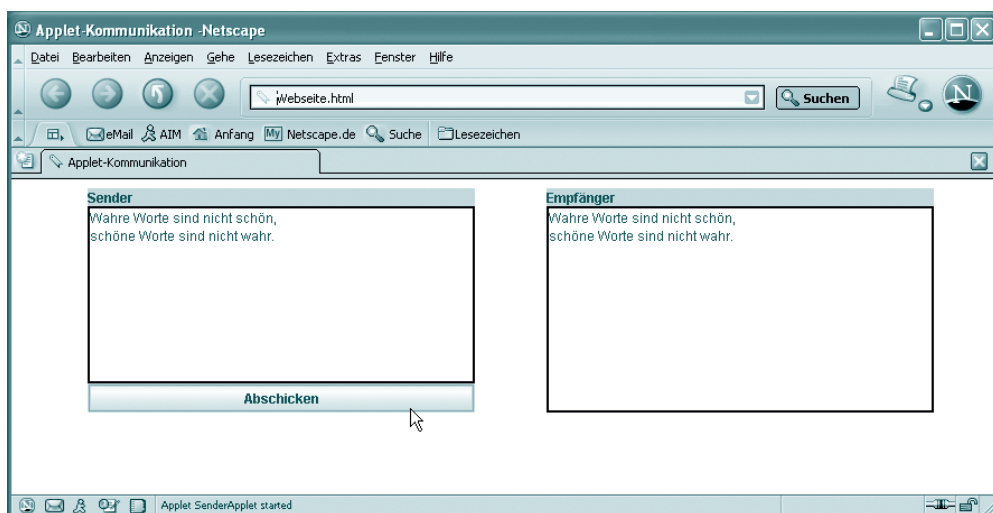 Applet-Kommunikation -Netscape
Datei Bearbeiten Anzeigen Gehe Lesezeichen Extras Fenster Hilfe
Webseite.html Suchen N
eMail AIM Anfang My Netscape.de Suche Lesezeichen
Applet-Kommunikation
Sender Empfänger
Wahre Worte sind nicht schön, Wahre Worte sind nicht schön,
schöne Worte sind nicht wahr. schöne Worte sind nicht wahr.
Abschicken
Applet SenderApplet started